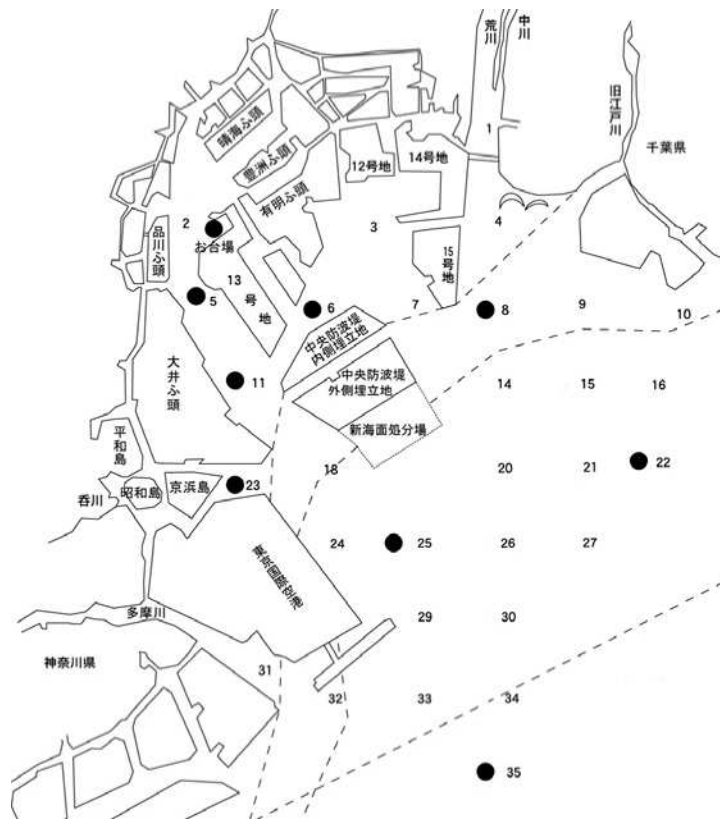 荒川
中川
旧江戸川
千葉県
1
晴海ふ頭
豊洲ふ頭
12号地
14号地
有明ふ頭
2
お台場
3
4
品川ふ頭
13号地
15号地
5
6
7
8
9
10
中央防波堤
内側埋立地
大井ふ頭
11
中央防波堤
外側埋立地
14
15
16
新海面処分場
平和島
18
20
21
22
呑川
昭和島
京浜島
23
24
25
26
27
東京国際空港
多摩川
29
30
神奈川県
31
32
33
34
35